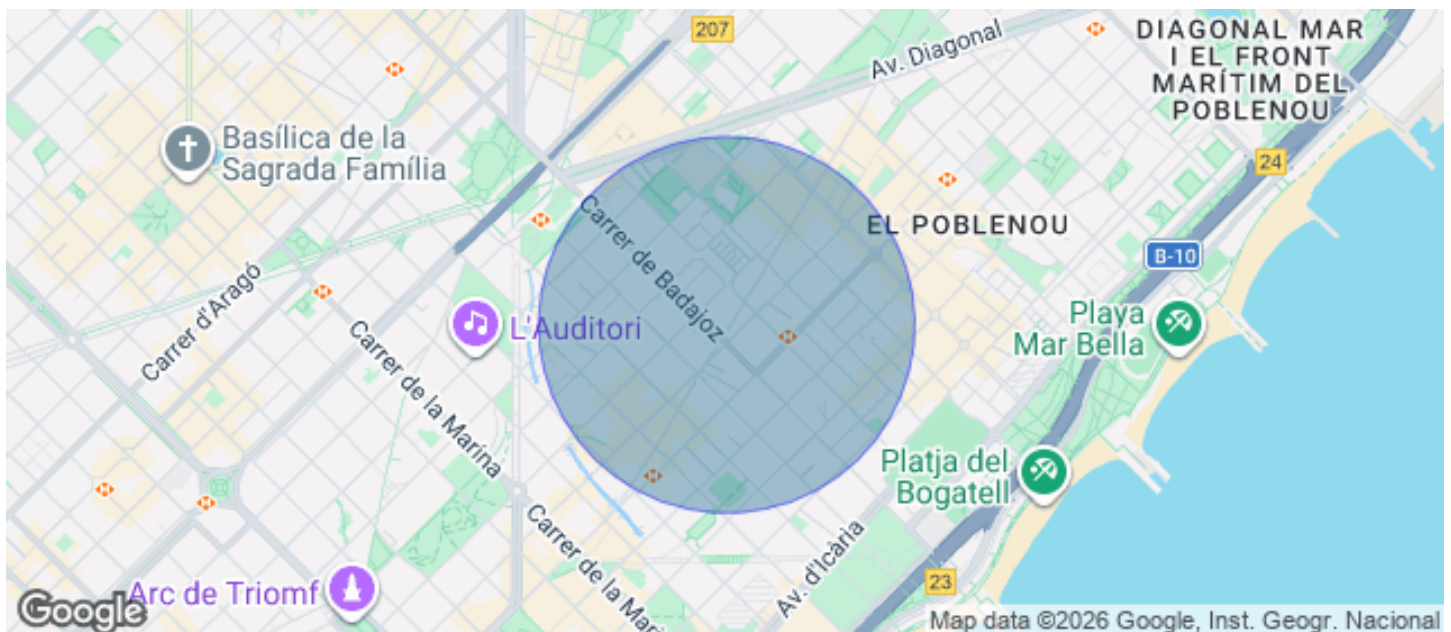 207
Av. Diagonal
DIAGONAL MAR
I EL FRONT
MARÍTIM DEL
POBLENOU
Basílica de la
Sagrada Família
24
Carrer de Badajoz
EL POBLENOU
B-10
Carrer d'Aragó
L'Auditori
Playa
Mar Bella
Carrer de la Marina
Platja del
Bogatell
Carrer de la Mari
Av. d'Icària
Arc de Triomf
23
Google
Map data ©2026 Google, Inst. Geogr. Nacional